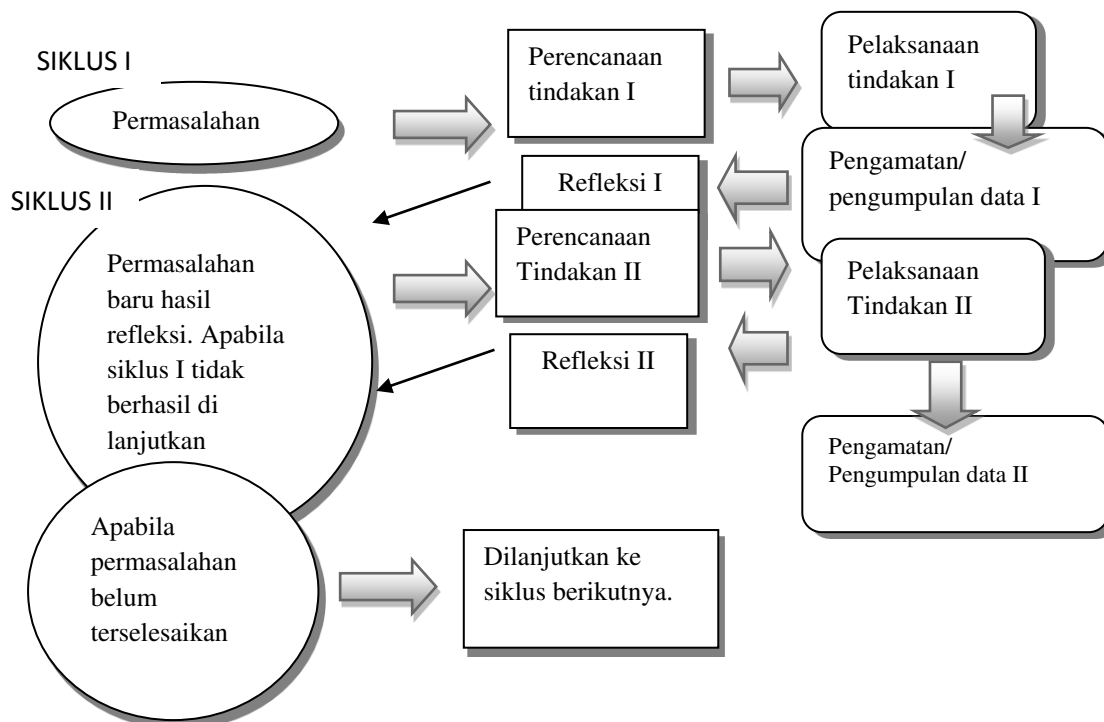 SIKLUS I
Permasalahan
Perencanaan
tindakan I
Pelaksanaan
tindakan I
Pengamatan/
pengumpulan data I
Refleksi I
SIKLUS II
Permasalahan
baru hasil
refleksi. Apabila
siklus I tidak
berhasil di
lanjutkan
Perencanaan
Tindakan II
Pelaksanaan
Tindakan II
Refleksi II
Pengamatan/
Pengumpulan data II
Apabila
permasalahan
belum
terselesaikan
Dilanjutkan ke
siklus berikutnya.